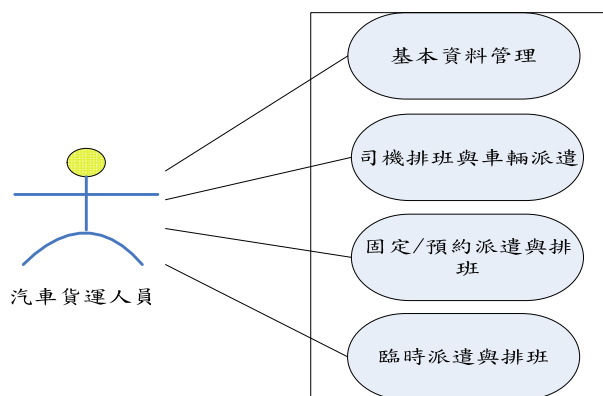 基本資料管理
司機排班與車輛派遣
固定/預約派遣與排
班
臨時派遣與排班
汽車貨運人員